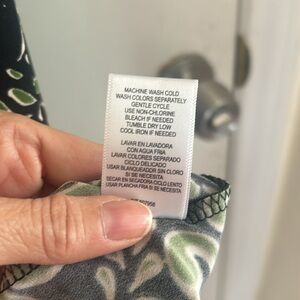 MACHINE WASH COLD
WASH COLORS SEPARATELY
GENTLE CYCLE
USE NON-CHLORINE
BLEACH IF NEEDED
TUMBLE DRY LOW
COOL IRON IF NEEDED
LAVAR EN LAVADORA
CON AGUA FRIA
LAVAR COLORES SEPARADO
CICLO DELICADO
USAR BLANQUEADOR SIN CLORO
SI SE NECESITA
SECAR EN SECADORA CICLO LENTO
USAR PLANCHA FRIA SI SE NECESITA